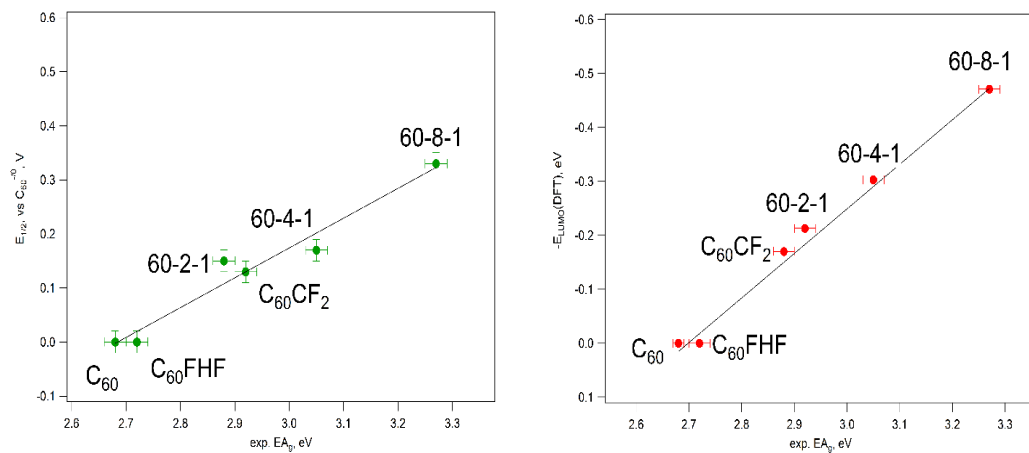 0.6
0.5
0.4
0.3
0.2
0.1
0.0
-0.1
E1/2, vs C60-/0, V
60-8-1
60-4-1
60-2-1
C60CF2
C60
C60FHF
2.6 2.7 2.8 2.9 3.0 3.1 3.2 3.3
exp. EAg, eV
-0.6
-0.5
-0.4
-0.3
-0.2
-0.1
0.0
0.1
-ELUMO(DFT), eV
60-8-1
60-4-1
60-2-1
C60CF2
C60
C60FHF
2.6 2.7 2.8 2.9 3.0 3.1 3.2 3.3
exp. EAg, eV